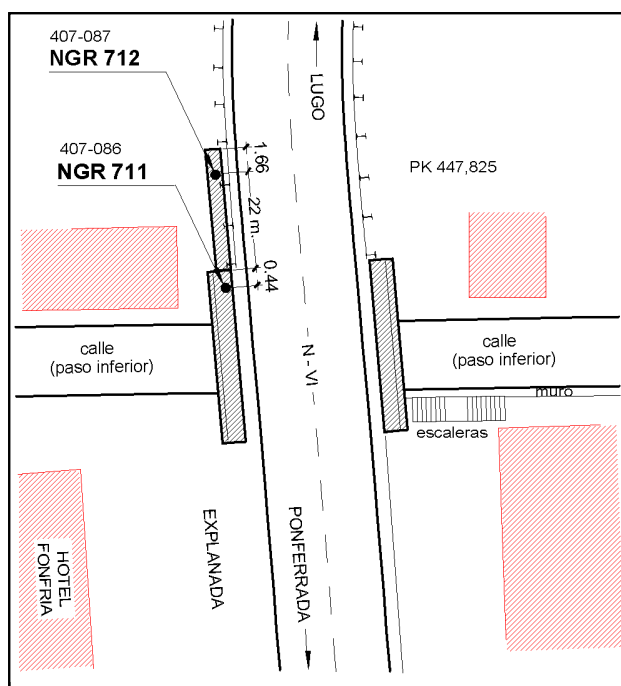 407-087
NGR 712
407-086
NGR 711
LUGO
1.66
22 m.
0.44
PK 447,825
calle
(paso inferior)
N - VI
calle
(paso inferior)
muro
escaleras
EXPLANADA
PONFERRADA
HOTEL
FONFRIA